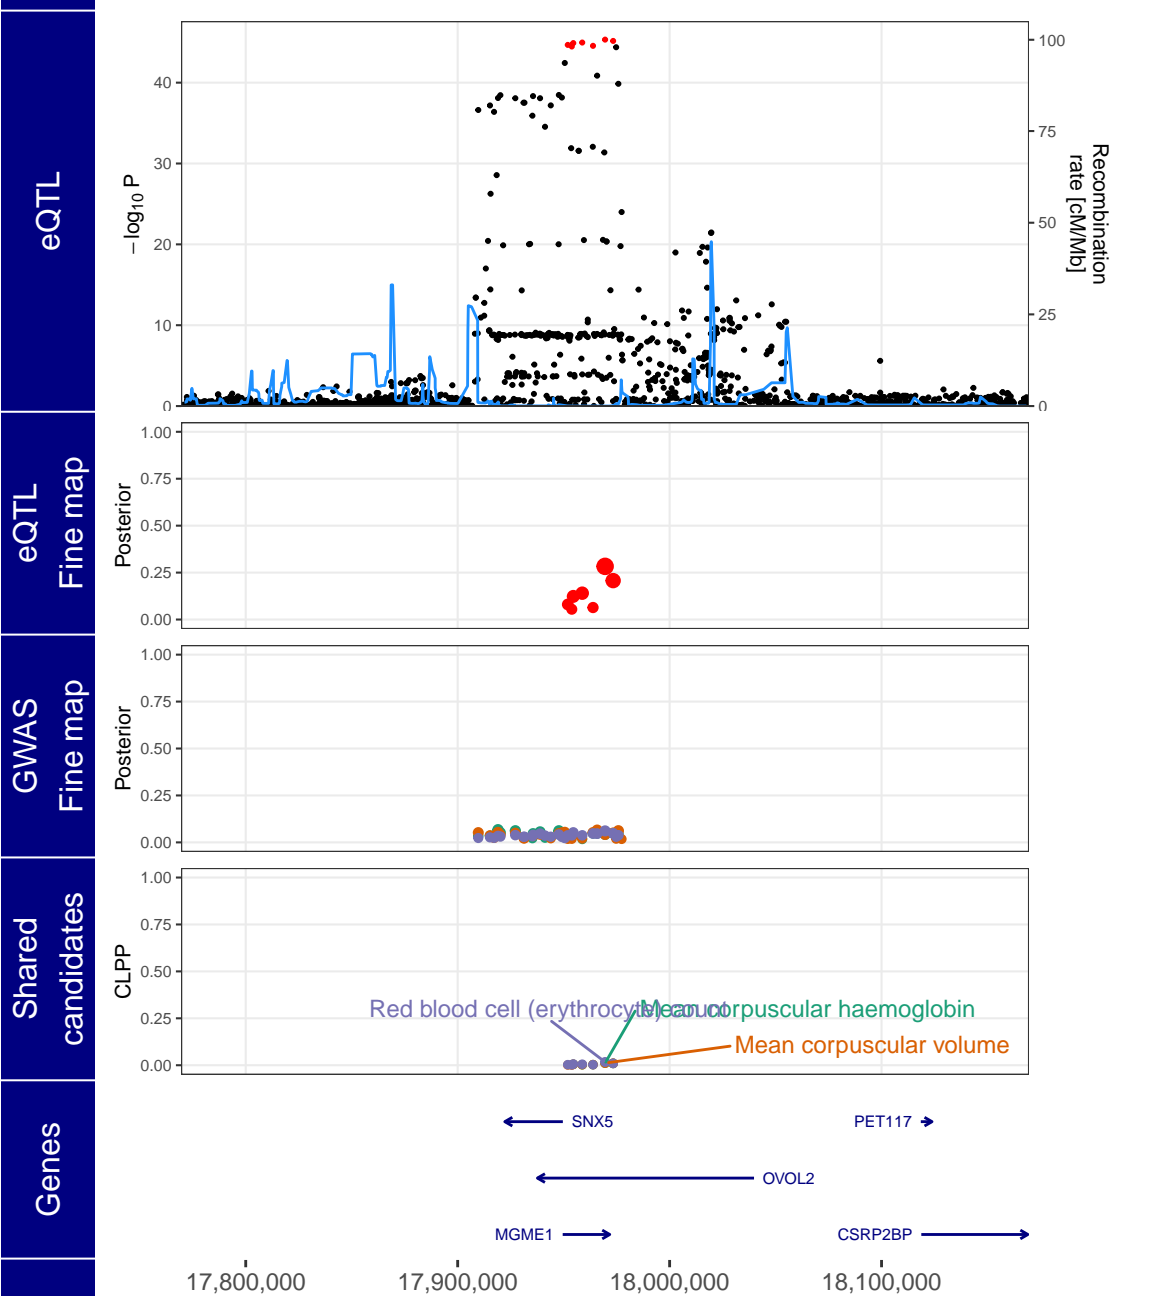 eQTL
−log10 P
0
10
20
30
40
0
25
50
75
100
Recombination
rate [cM/Mb]
eQTL
Fine map
Posterior
1.00
0.75
0.50
0.25
0.00
GWAS
Fine map
Posterior
1.00
0.75
0.50
0.25
0.00
Shared
candidates
CLPP
1.00
0.75
0.50
0.25
0.00
Red blood cell (erythrocyte) count
Mean corpuscular haemoglobin
Mean corpuscular volume
Genes
SNX5
PET117
OVOL2
MGME1
CSRP2BP
17,800,000
17,900,000
18,000,000
18,100,000